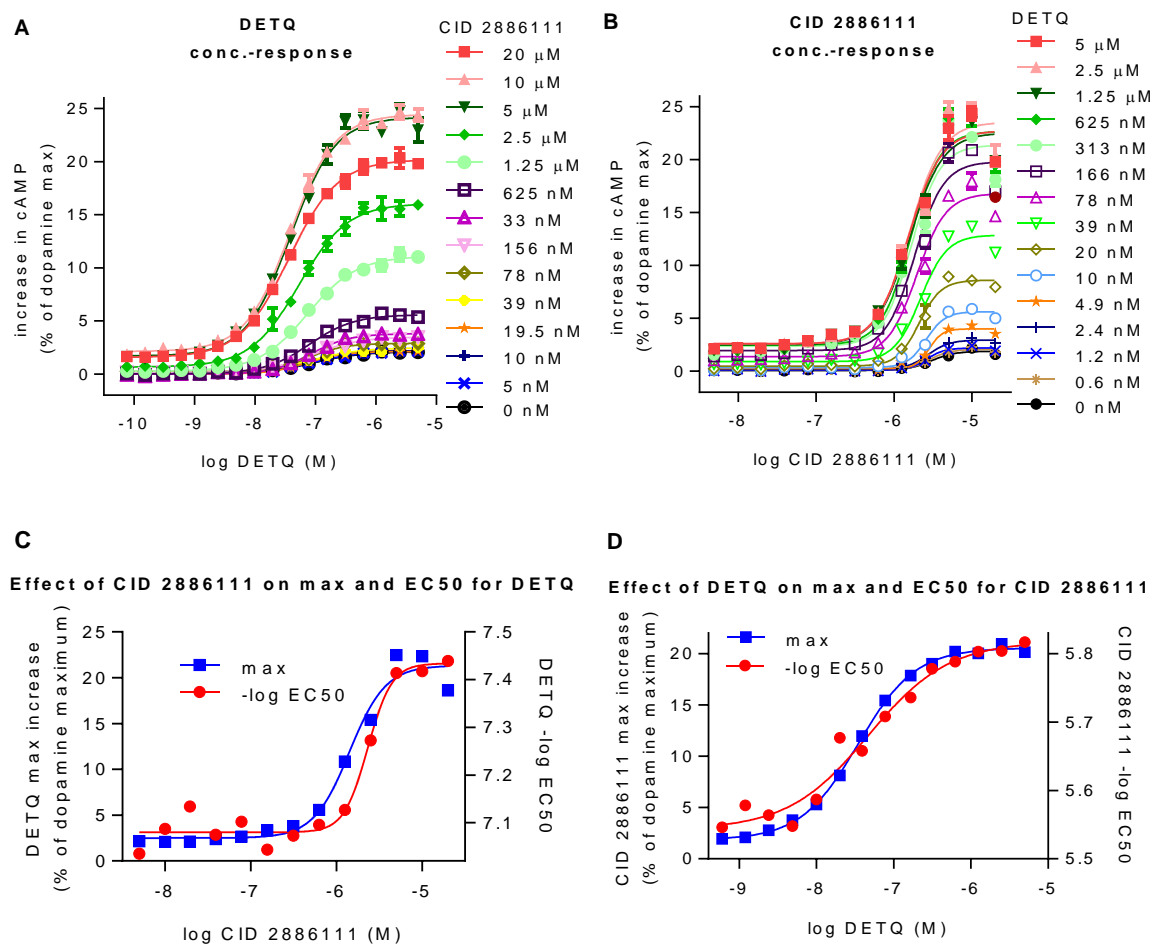 A
DETQ
conc.-response
CID 2886111
20 µM
10 µM
5 µM
2.5 µM
1.25 µM
625 nM
33 nM
156 nM
78 nM
39 nM
19.5 nM
10 nM
5 nM
0 nM
increase in cAMP
(% of dopamine max)
25
20
15
10
5
0
-10 -9 -8 -7 -6 -5
log DETQ (M)
B
CID 2886111
conc.-response
DETQ
5 µM
2.5 µM
1.25 µM
625 nM
313 nM
166 nM
78 nM
39 nM
20 nM
10 nM
4.9 nM
2.4 nM
1.2 nM
0.6 nM
0 nM
increase in cAMP
(% of dopamine max)
25
20
15
10
5
0
-8 -7 -6 -5
log CID 2886111 (M)
C
Effect of CID 2886111 on max and EC50 for DETQ
DETQ max increase
(% of dopamine maximum)
25
20
15
10
5
0
max
-log EC50
7.5
7.4
7.3
7.2
7.1
DETQ -log EC50
-8 -7 -6 -5
log CID 2886111 (M)
D
Effect of DETQ on max and EC50 for CID 2886111
CID 2886111 max increase
(% of dopamine maximum)
20
15
10
5
0
max
-log EC50
5.8
5.7
5.6
5.5
CID 2886111 -log EC50
-9 -8 -7 -6 -5
log DETQ (M)